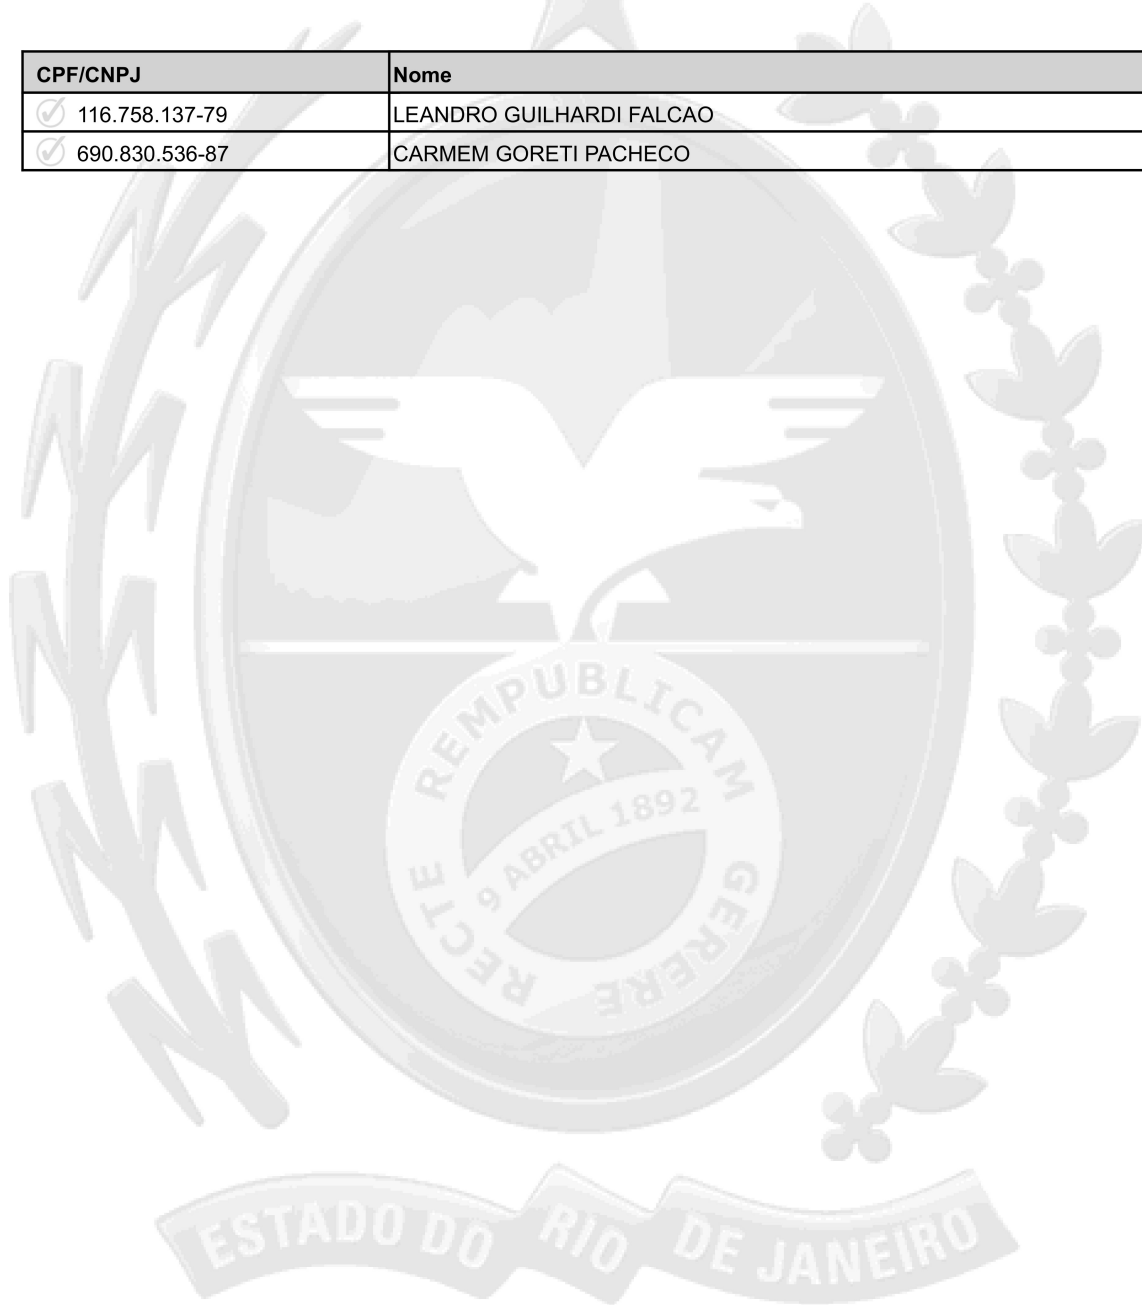 CPF/CNPJ Nome
116.758.137-79 LEANDRO GUILHARDI FALCAO
690.830.536-87 CARMEM GORETI PACHECO
REMPUBLICAM
9 ABRIL 1892
RECTE GERERE
ESTADO DO RIO DE JANEIRO